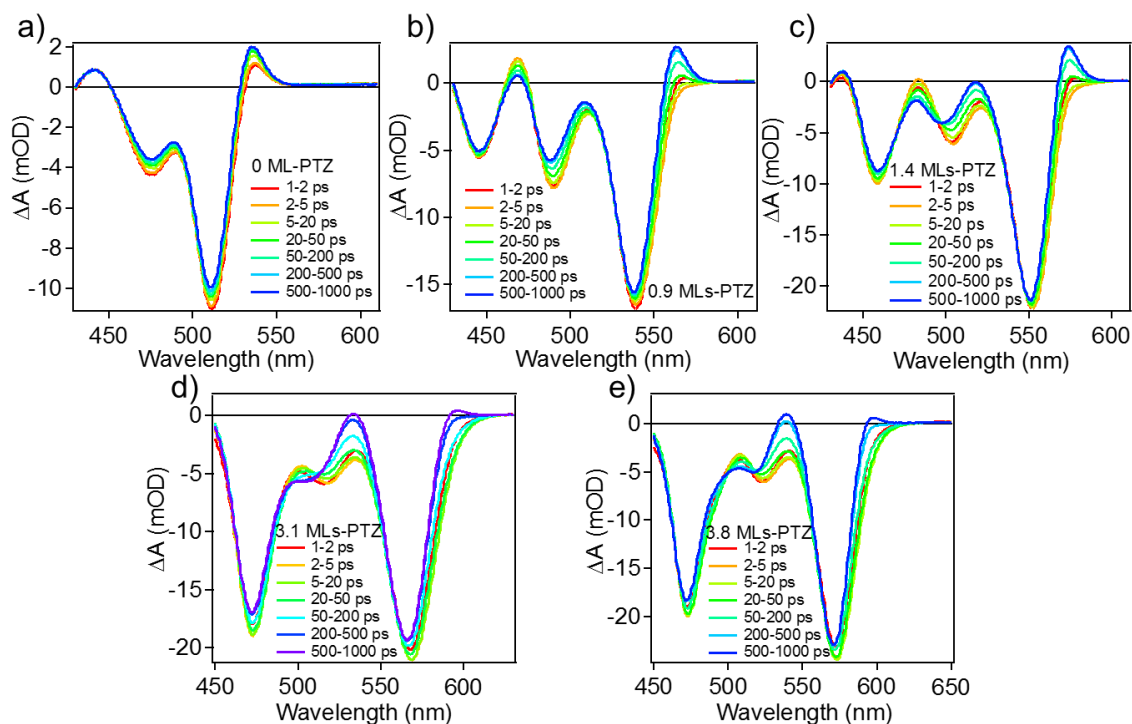 a)
2
0
-2
-4
-6
-8
-10
ΔA (mOD)
0 ML-PTZ
1-2 ps
2-5 ps
5-20 ps
20-50 ps
50-200 ps
200-500 ps
500-1000 ps
450 500 550 600
Wavelength (nm)
b)
0
-5
-10
-15
ΔA (mOD)
1-2 ps
2-5 ps
5-20 ps
20-50 ps
50-200 ps
200-500 ps
500-1000 ps
0.9 MLs-PTZ
450 500 550 600
Wavelength (nm)
c)
0
-5
-10
-15
-20
ΔA (mOD)
1.4 MLs-PTZ
1-2 ps
2-5 ps
5-20 ps
20-50 ps
50-200 ps
200-500 ps
500-1000 ps
450 500 550 600
Wavelength (nm)
d)
0
-5
-10
-15
-20
ΔA (mOD)
3.1 MLs-PTZ
1-2 ps
2-5 ps
5-20 ps
20-50 ps
50-200 ps
200-500 ps
500-1000 ps
450 500 550 600
Wavelength (nm)
e)
0
-5
-10
-15
-20
ΔA (mOD)
3.8 MLs-PTZ
1-2 ps
2-5 ps
5-20 ps
20-50 ps
50-200 ps
200-500 ps
500-1000 ps
450 500 550 600 650
Wavelength (nm)